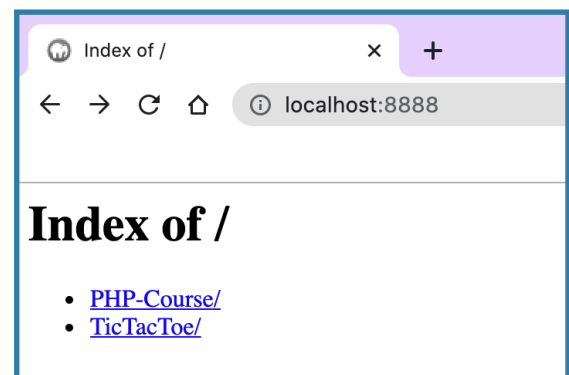 Index of /
localhost:8888
Index of /
PHP-Course/
TicTacToe/